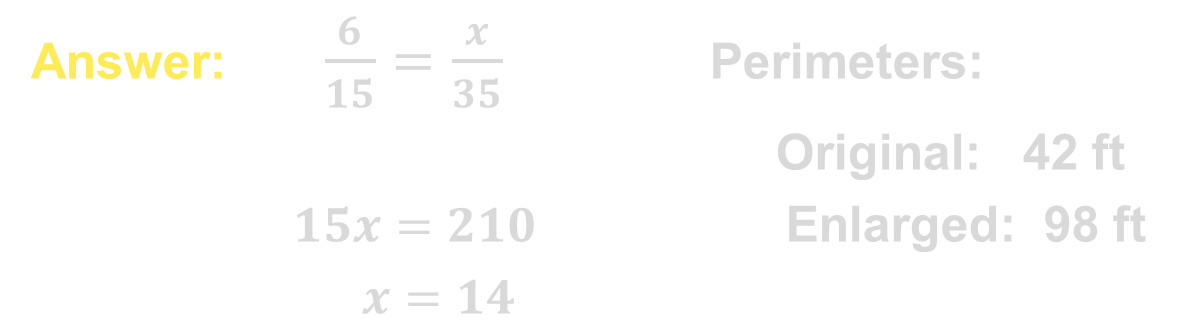 Answer: 6/15 = x/35
15x = 210
x = 14
Perimeters:
Original: 42 ft
Enlarged: 98 ft